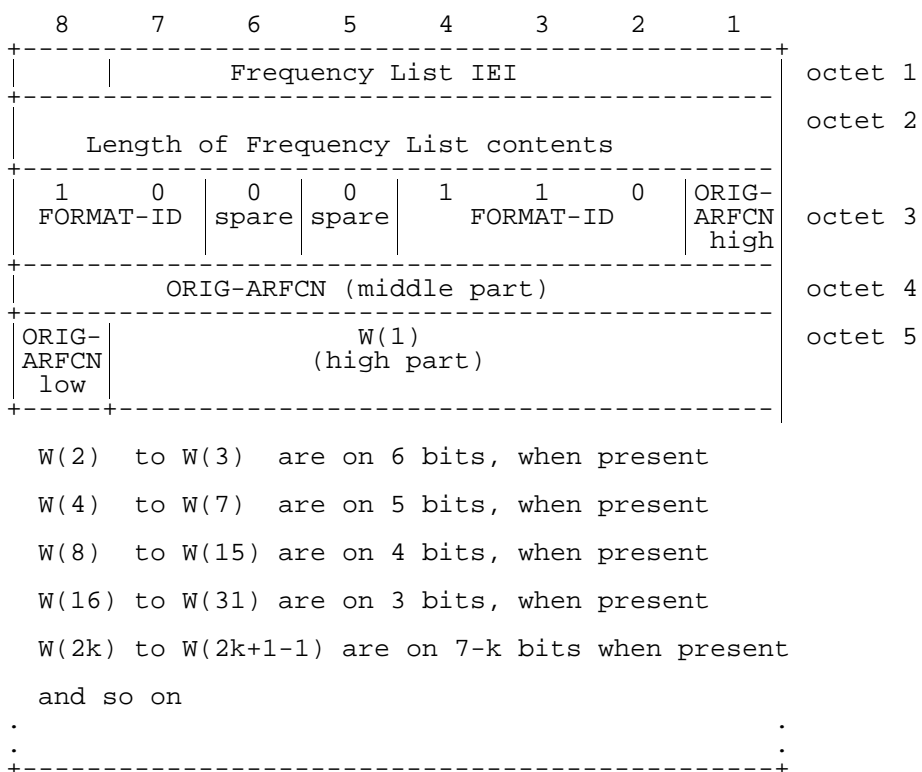 8 7 6 5 4 3 2 1
Frequency List IEI octet 1
octet 2
Length of Frequency List contents
1 0 0 0 1 1 0 ORIG-
FORMAT-ID spare spare FORMAT-ID ARFCN octet 3
high
ORIG-ARFCN (middle part) octet 4
ORIG- W(1) octet 5
ARFCN (high part)
low
W(2) to W(3) are on 6 bits, when present
W(4) to W(7) are on 5 bits, when present
W(8) to W(15) are on 4 bits, when present
W(16) to W(31) are on 3 bits, when present
W(2k) to W(2k+1-1) are on 7-k bits when present
and so on